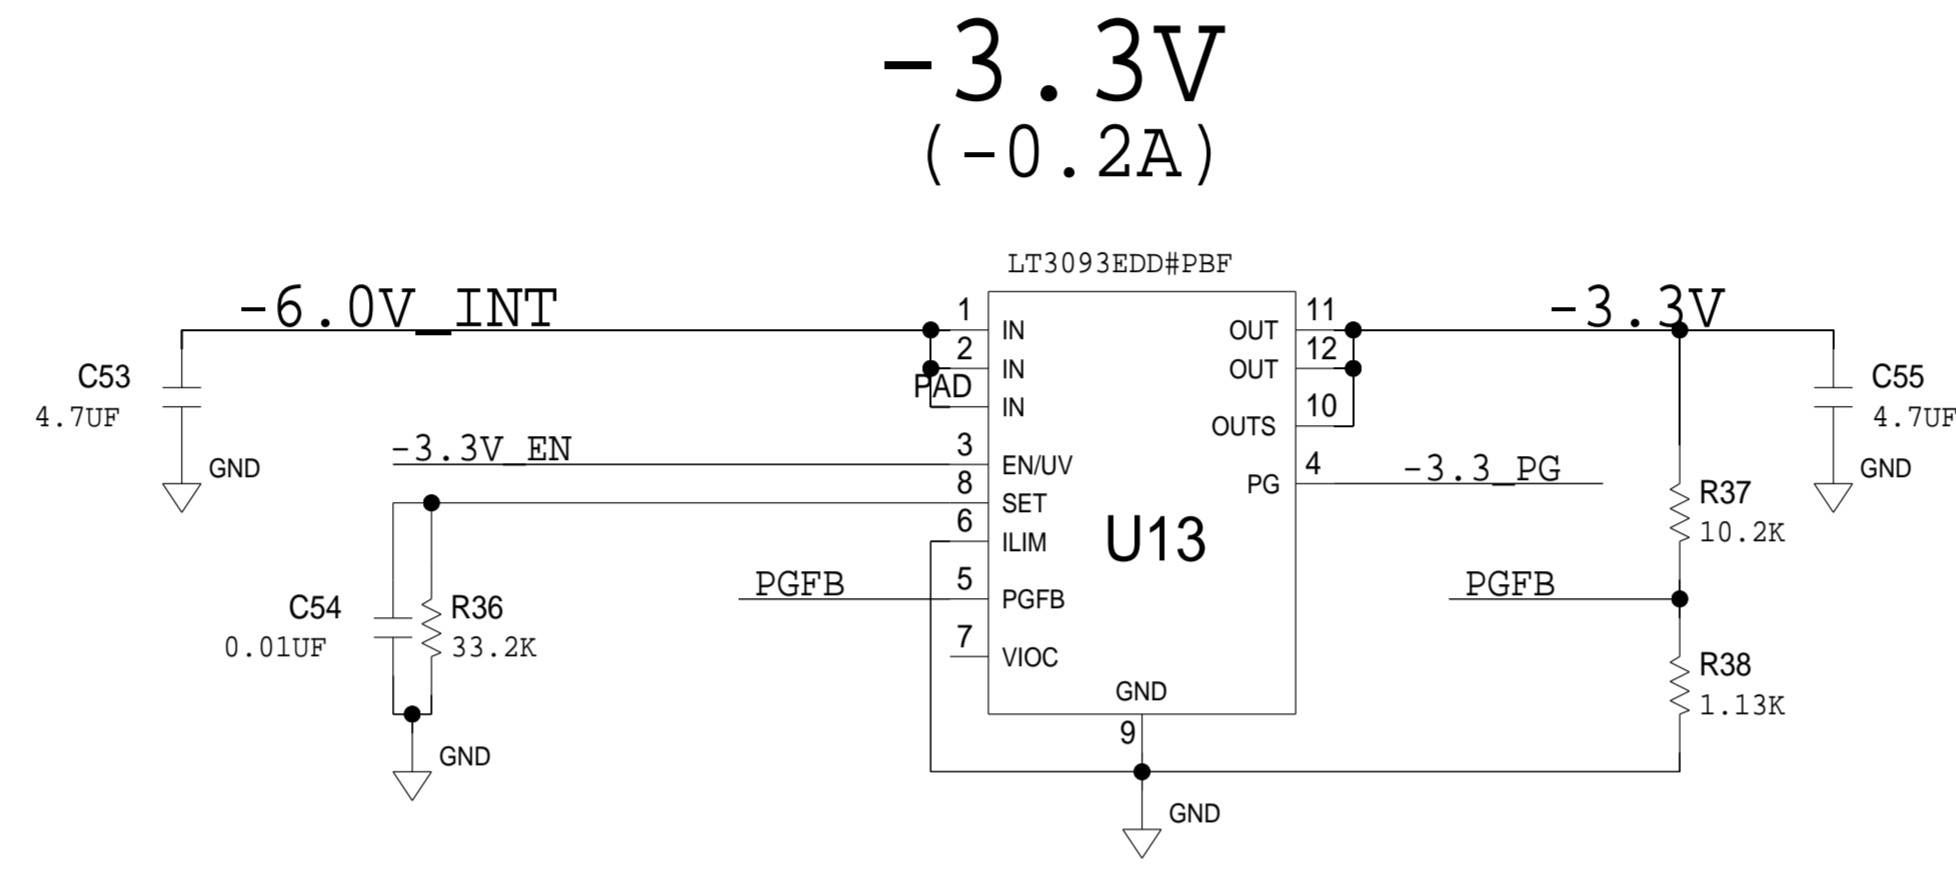 -3.3V
(-0.2A)
LT3093EDD#PBF
-6.0V_INT
-3.3V
1
IN
OUT
11
2
IN
OUT
12
PAD
IN
OUTS
10
C53
4.7UF
GND
C55
4.7UF
GND
-3.3V_EN
3
EN/UV
PG
4
-3.3_PG
8
SET
6
ILIM
U13
R37
10.2K
PGFB
5
PGFB
PGFB
C54
0.01UF
R36
33.2K
7
VIOC
R38
1.13K
GND
9
GND
GND